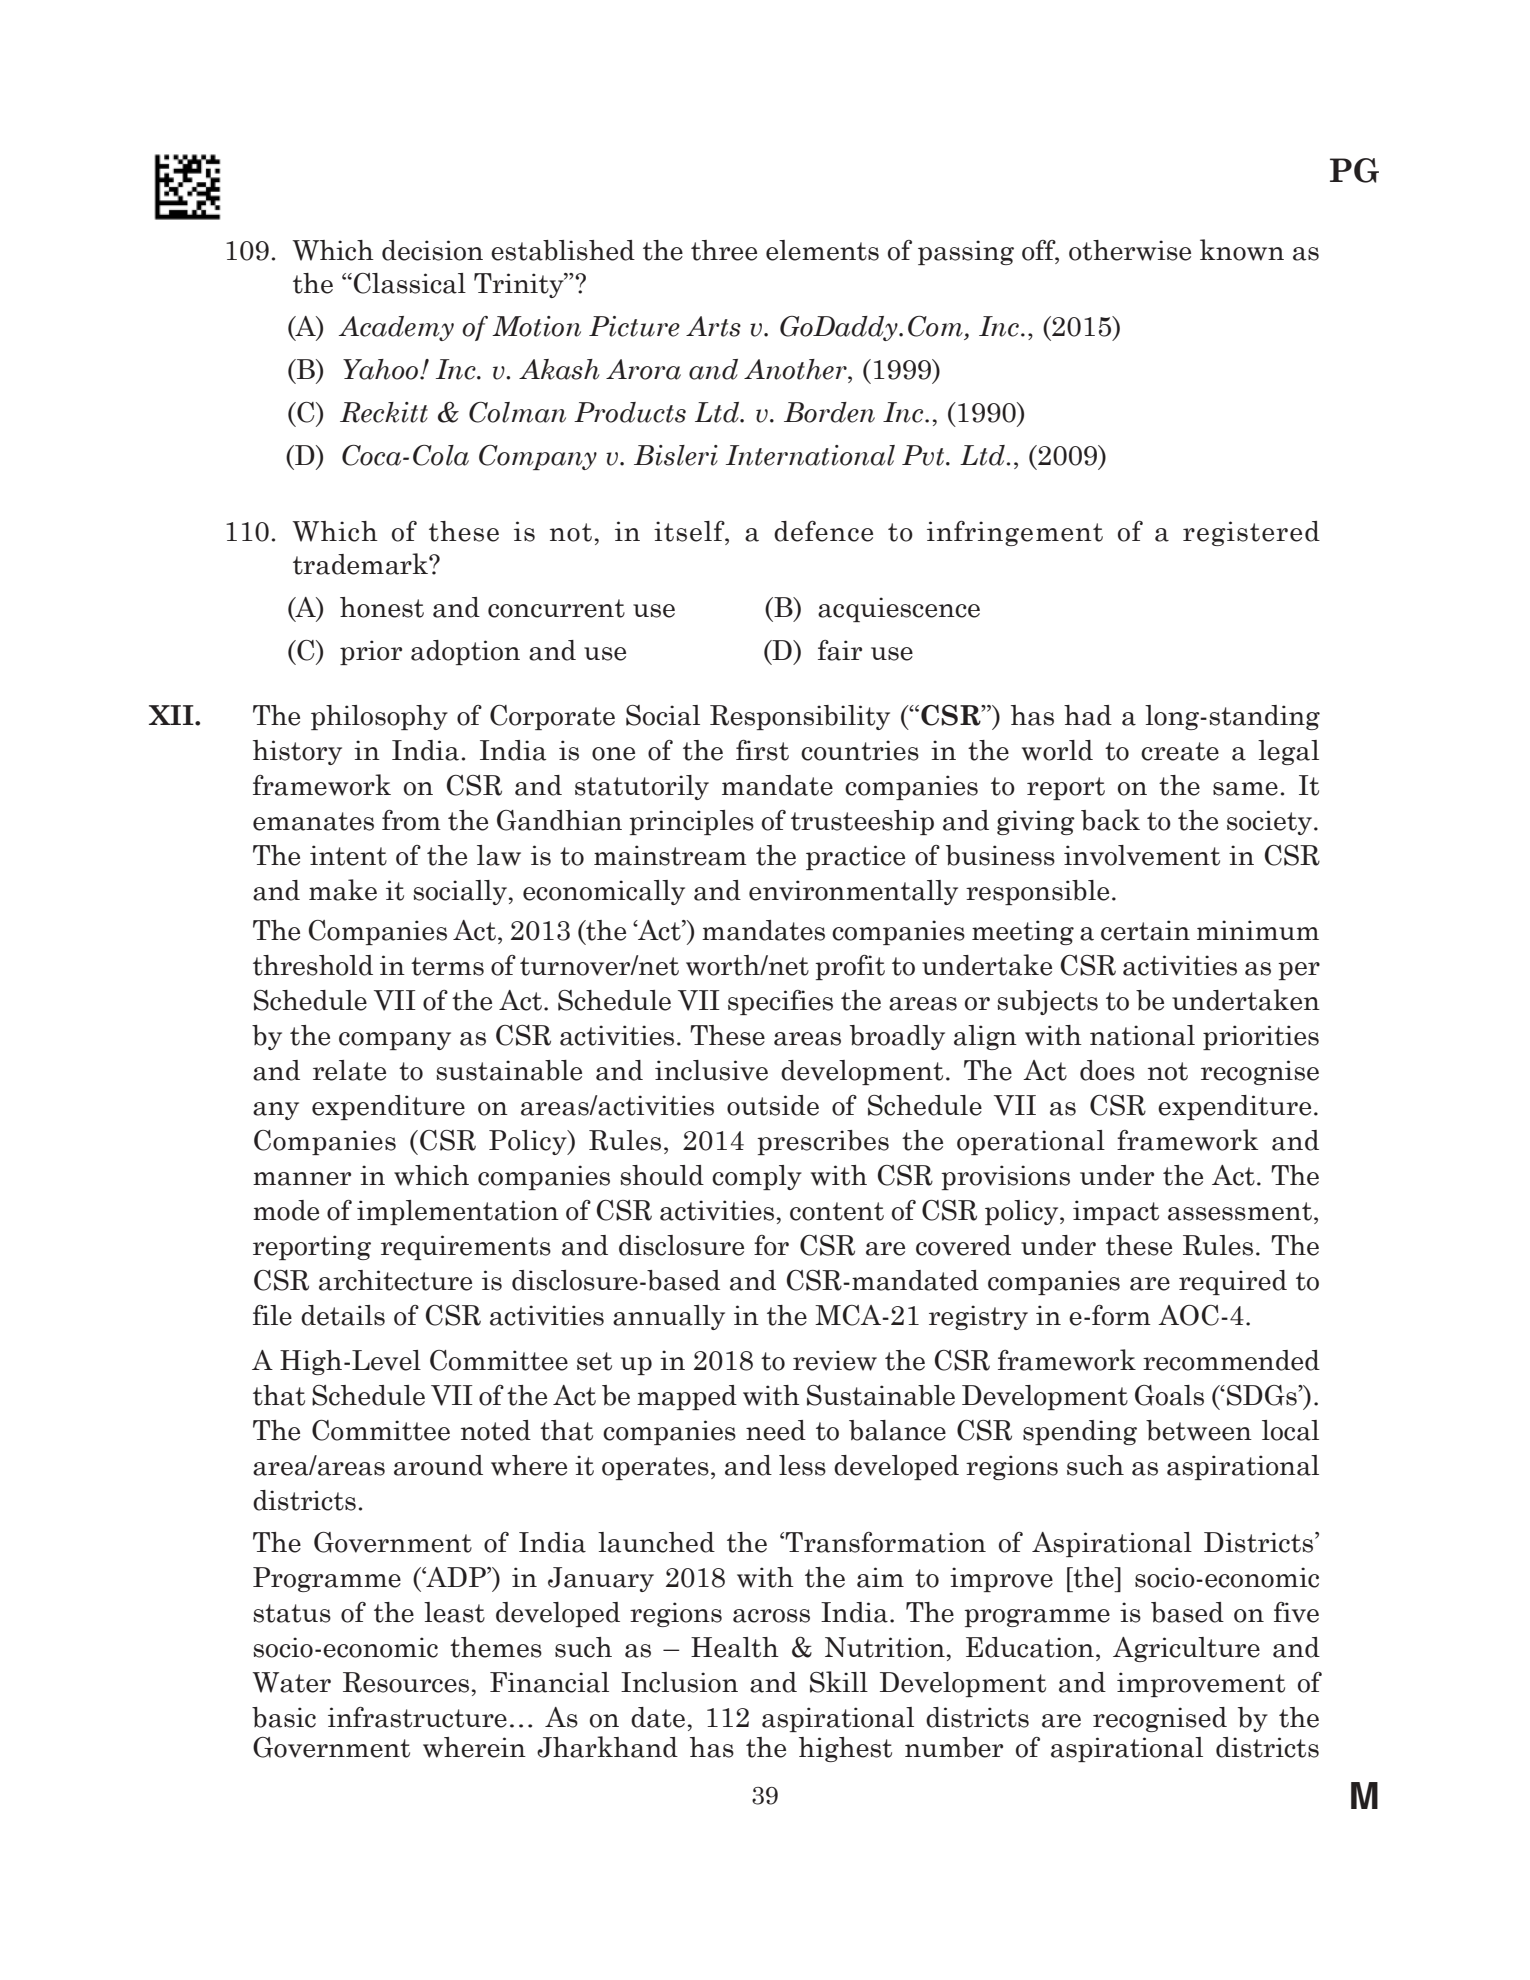 PG
109. Which decision established the three elements of passing off, otherwise known as
the “Classical Trinity”?
(A) Academy of Motion Picture Arts v. GoDaddy.Com, Inc., (2015)
(B) Yahoo! Inc. v. Akash Arora and Another, (1999)
(C) Reckitt & Colman Products Ltd. v. Borden Inc., (1990)
(D) Coca-Cola Company v. Bisleri International Pvt. Ltd., (2009)
110. Which of these is not, in itself, a defence to infringement of a registered
trademark?
(A) honest and concurrent use (B) acquiescence
(C) prior adoption and use (D) fair use
XII. The philosophy of Corporate Social Responsibility (“CSR”) has had a long-standing
history in India. India is one of the first countries in the world to create a legal
framework on CSR and statutorily mandate companies to report on the same. It
emanates from the Gandhian principles of trusteeship and giving back to the society.
The intent of the law is to mainstream the practice of business involvement in CSR
and make it socially, economically and environmentally responsible.
The Companies Act, 2013 (the ‘Act’) mandates companies meeting a certain minimum
threshold in terms of turnover/net worth/net profit to undertake CSR activities as per
Schedule VII of the Act. Schedule VII specifies the areas or subjects to be undertaken
by the company as CSR activities. These areas broadly align with national priorities
and relate to sustainable and inclusive development. The Act does not recognise
any expenditure on areas/activities outside of Schedule VII as CSR expenditure.
Companies (CSR Policy) Rules, 2014 prescribes the operational framework and
manner in which companies should comply with CSR provisions under the Act. The
mode of implementation of CSR activities, content of CSR policy, impact assessment,
reporting requirements and disclosure for CSR are covered under these Rules. The
CSR architecture is disclosure-based and CSR-mandated companies are required to
file details of CSR activities annually in the MCA-21 registry in e-form AOC-4.
A High-Level Committee set up in 2018 to review the CSR framework recommended
that Schedule VII of the Act be mapped with Sustainable Development Goals (‘SDGs’).
The Committee noted that companies need to balance CSR spending between local
area/areas around where it operates, and less developed regions such as aspirational
districts.
The Government of India launched the ‘Transformation of Aspirational Districts’
Programme (‘ADP’) in January 2018 with the aim to improve [the] socio-economic
status of the least developed regions across India. The programme is based on five
socio-economic themes such as – Health & Nutrition, Education, Agriculture and
Water Resources, Financial Inclusion and Skill Development and improvement of
basic infrastructure… As on date, 112 aspirational districts are recognised by the
Government wherein Jharkhand has the highest number of aspirational districts
39
M